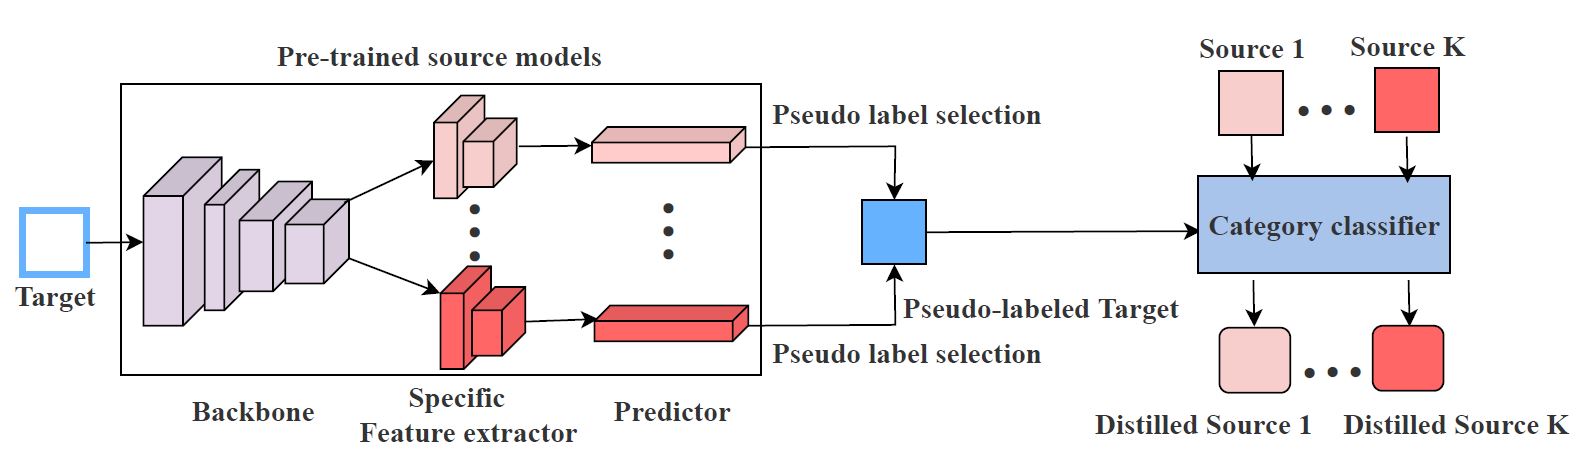 Pre-trained source models
Source 1
Source K
Pseudo label selection
Category classifier
Target
Pseudo-labeled Target
Pseudo label selection
Backbone
Specific
Feature extractor
Predictor
Distilled Source 1
Distilled Source K